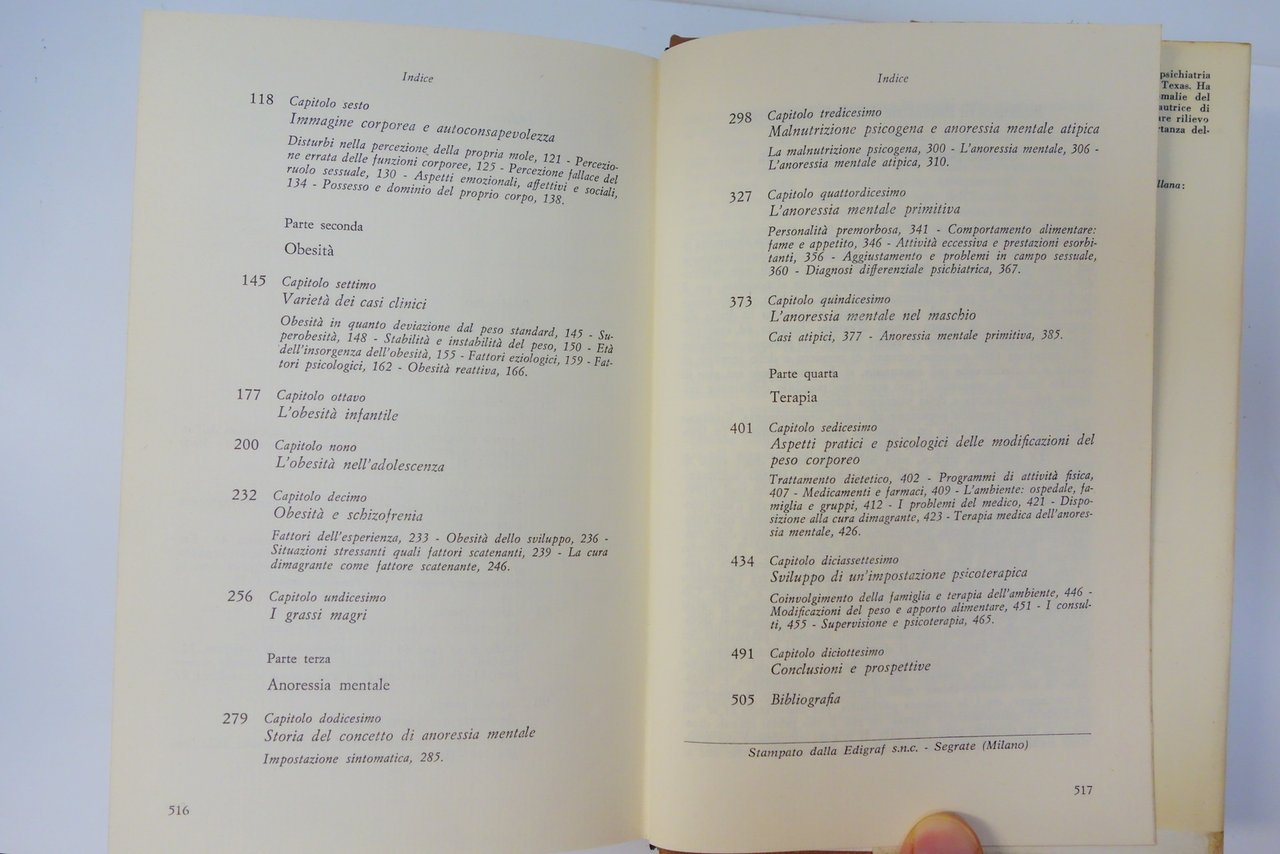 Indice
118 Capitolo sesto
Immagine corporea e autoconsapevolezza
Disturbi nella percezione della propria mole, 121 - Percezio-
ne errata delle funzioni corporee, 125 - Percezione fallace del
ruolo sessuale, 130 - Aspetti emozionali, affettivi e sociali,
134 - Possesso e dominio del proprio corpo, 138.
Parte seconda
Obesità
145 Capitolo settimo
Varietà dei casi clinici
Obesità in quanto deviazione dal peso standard, 145 - Su-
perobesità, 148 - Stabilità e instabilità del peso, 150 - Età
dell'insorgenza dell'obesità, 155 - Fattori eziologici, 159 - Fat-
tori psicologici, 162 - Obesità reattiva, 166.
177 Capitolo ottavo
L'obesità infantile
200 Capitolo nono
L'obesità nell'adolescenza
232 Capitolo decimo
Obesità e schizofrenia
Fattori dell'esperienza, 233 - Obesità dello sviluppo, 236 -
Situazioni stressanti quali fattori scatenanti, 239 - La cura
dimagrante come fattore scatenante, 246.
256 Capitolo undicesimo
I grassi magri
Parte terza
Anoressia mentale
279 Capitolo dodicesimo
Storia del concetto di anoressia mentale
Impostazione sintomatica, 285.
516
Indice
298 Capitolo tredicesimo
Malnutrizione psicogena e anoressia mentale atipica
La malnutrizione psicogena, 300 - L'anoressia mentale, 306 -
L'anoressia mentale atipica, 310.
327 Capitolo quattordicesimo
L'anoressia mentale primitiva
Personalità premorbosa, 341 - Comportamento alimentare:
fame e appetito, 346 - Attività eccessiva e prestazioni esorbi-
tanti, 356 - Aggiustamento e problemi in campo sessuale,
360 - Diagnosi differenziale psichiatrica, 367.
373 Capitolo quindicesimo
L'anoressia mentale nel maschio
Casi atipici, 377 - Anoressia mentale primitiva, 385.
Parte quarta
Terapia
401 Capitolo sedicesimo
Aspetti pratici e psicologici delle modificazioni del
peso corporeo
Trattamento dietetico, 402 - Programmi di attività fisica,
407 - Medicamenti e farmaci, 409 - L'ambiente: ospedale, fa-
miglia e gruppi, 412 - I problemi del medico, 421 - Dispo-
sizione alla cura dimagrante, 423 - Terapia medica dell'anores-
sia mentale, 426.
434 Capitolo diciassettesimo
Sviluppo di un'impostazione psicoterapica
Coinvolgimento della famiglia e terapia dell'ambiente, 446 -
Modificazioni del peso e apporto alimentare, 451 - I consul-
ti, 455 - Supervisione e psicoterapia, 465.
491 Capitolo diciottesimo
Conclusioni e prospettive
505 Bibliografia
Stampato dalla Edigraf s.n.c. - Segrate (Milano)
517
psichiatria
Texas. Ha
malie del
autrice di
re rilievo
tanza del-
llana: